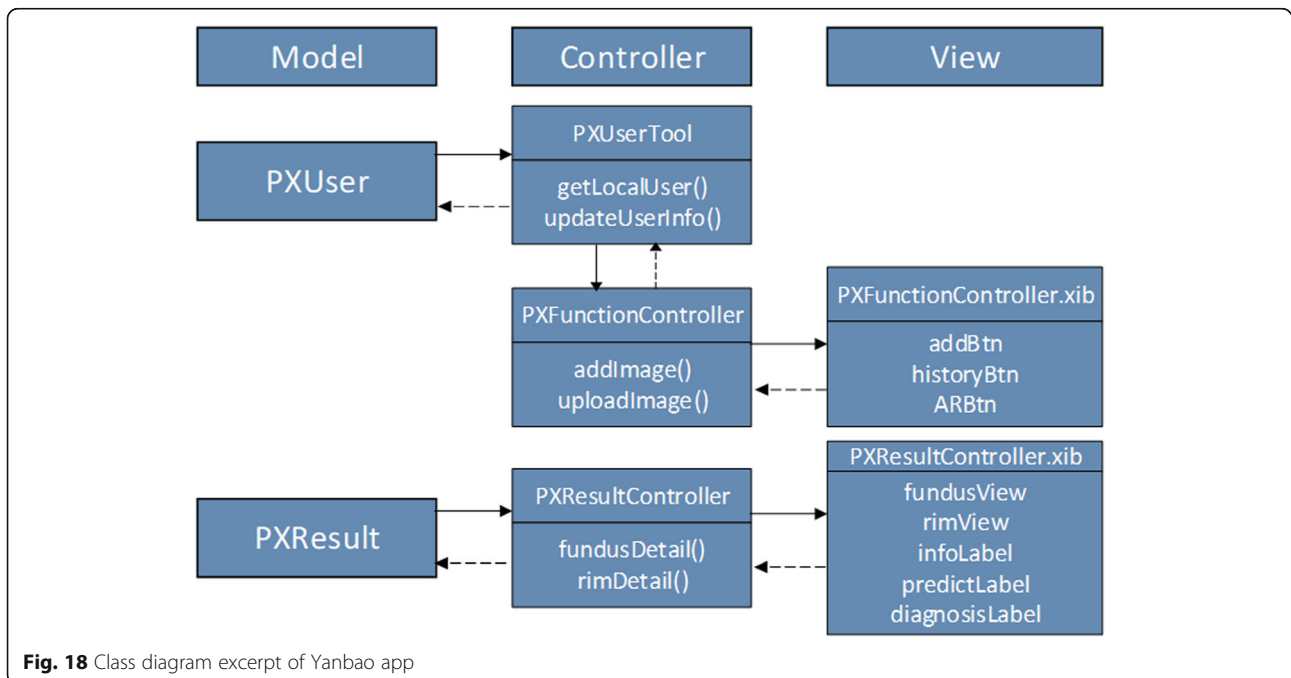 Model
Controller
View
PXUser
PXUserTool
getLocalUser()
updateUserInfo()
PXFunctionController
addImage()
uploadImage()
PXFunctionController.xib
addBtn
historyBtn
ARBtn
PXResult
PXResultController
fundusDetail()
rimDetail()
PXResultController.xib
fundusView
rimView
infoLabel
predictLabel
diagnosisLabel
Fig. 18 Class diagram excerpt of Yanbao app